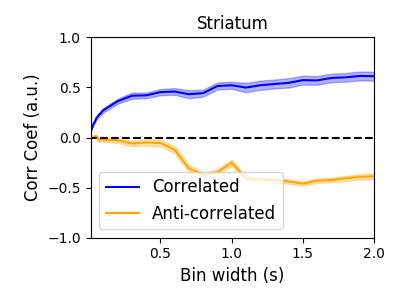 Striatum
1.0
0.5
0.0
−0.5
−1.0
Corr Coef (a.u.)
Correlated
Anti-correlated
0.5 1.0 1.5 2.0
Bin width (s)